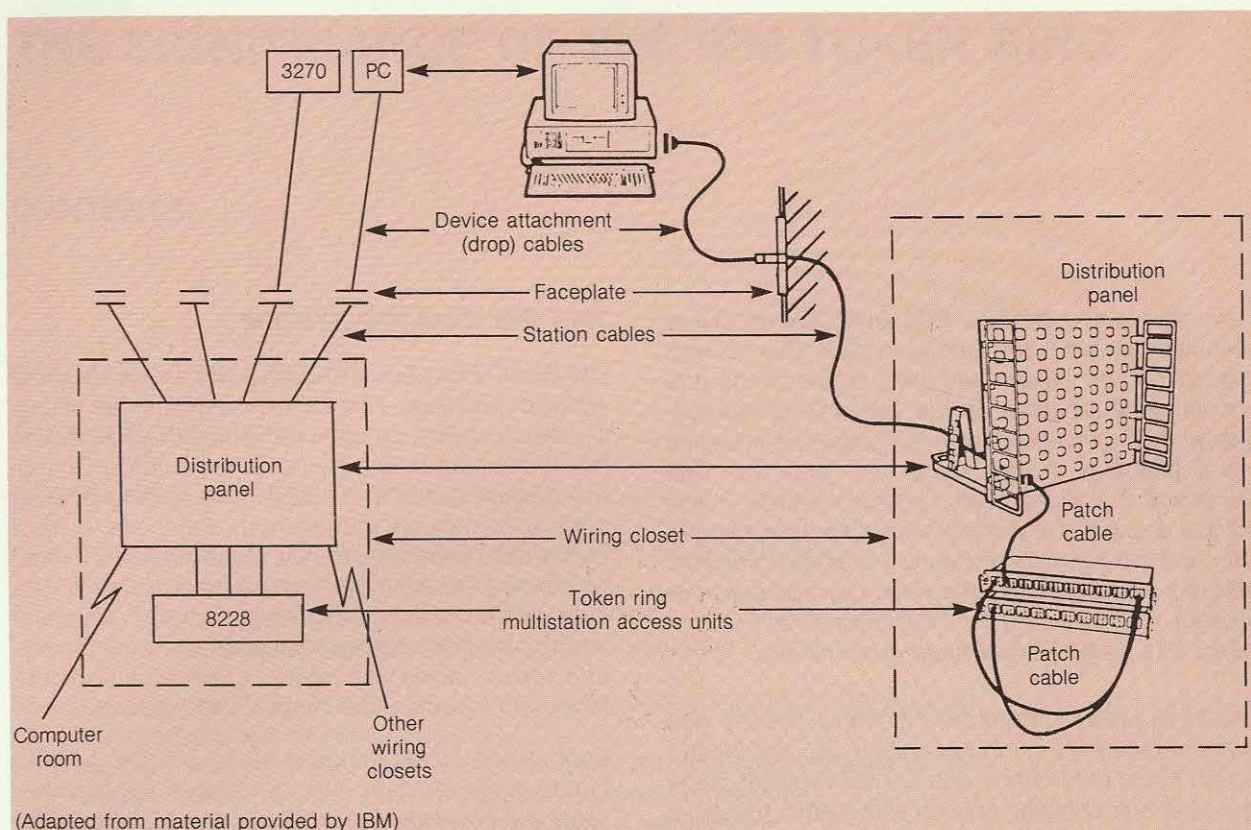 3270
PC
Device attachment
(drop) cables
Faceplate
Station cables
Distribution
panel
Distribution
panel
Patch
cable
Wiring closet
8228
Token ring
multistation access units
Patch
cable
Computer
room
Other
wiring
closets
(Adapted from material provided by IBM)